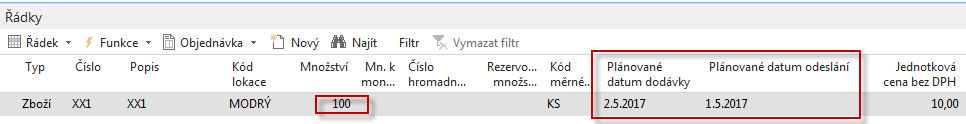 Řádky
Řádek Funkce Objednávka Nový Najít Filtr Vymazat filtr
Typ Číslo Popis Kód lokace Množství Mn. k mon... Číslo hromadn... Rezervo... množs... Kód měrné... Plánované datum dodávky Plánované datum odeslání Jednotková cena bez DPH
Zboží XX1 XX1 MODRÝ 100 KS 2.5.2017 1.5.2017 10,00